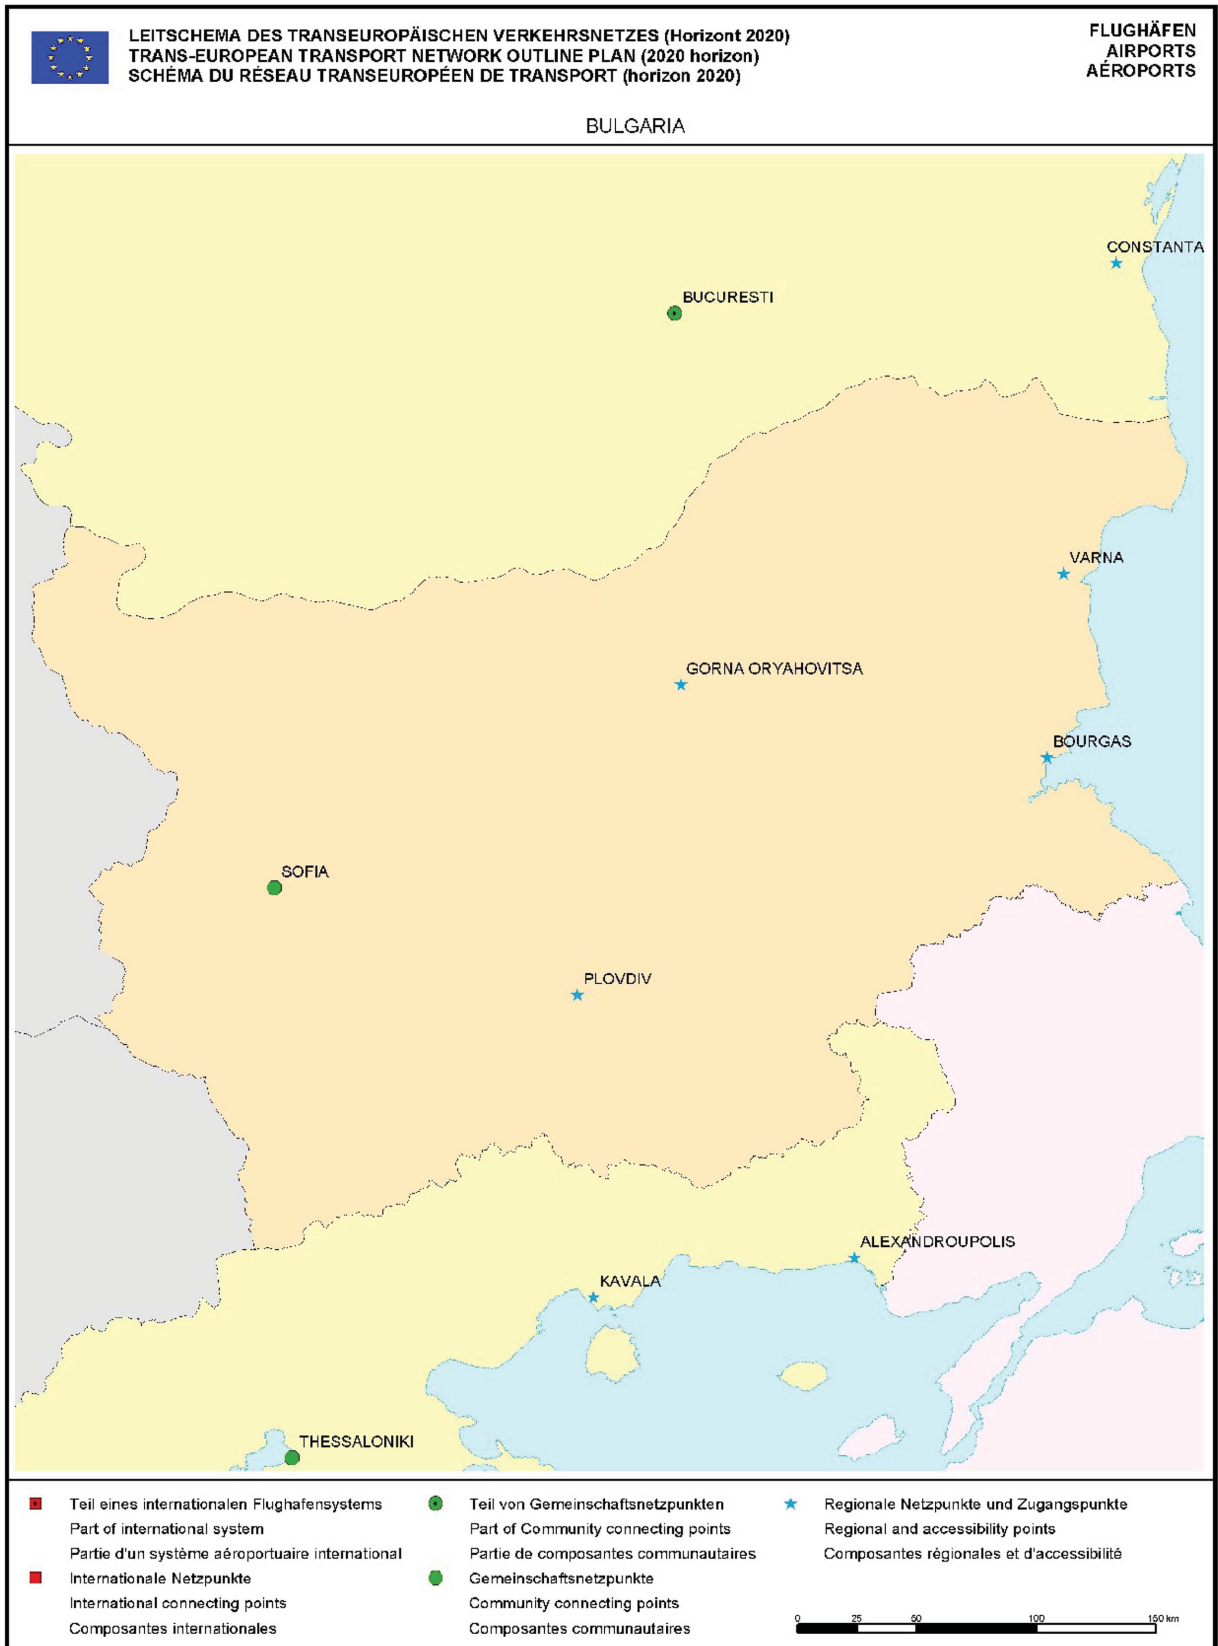 LEITSCHEMA DES TRANSEUROPÄISCHEN VERKEHRSNETZES (Horizont 2020)
TRANS-EUROPEAN TRANSPORT NETWORK OUTLINE PLAN (2020 horizon)
SCHÉMA DU RÉSEAU TRANSEUROPÉEN DE TRANSPORT (horizon 2020)
FLUGHÄFEN
AIRPORTS
AÉROPORTS
BULGARIA
CONSTANTA
BUCURESTI
VARNA
GORNA ORYAHOVITSA
BOURGAS
SOFIA
PLOVDIV
ALEXANDROUPOLIS
KAVALA
THESSALONIKI
Teil eines internationalen Flughafensystems
Part of international system
Partie d'un système aéroportuaire international
Internationale Netzpunkte
International connecting points
Composantes internationales
Teil von Gemeinschaftsnetzpunkten
Part of Community connecting points
Partie de composantes communautaires
Gemeinschaftsnetzpunkte
Community connecting points
Composantes communautaires
Regionale Netzpunkte und Zugangspunkte
Regional and accessibility points
Composantes régionales et d'accessibilité
0 25 50 100 150 km